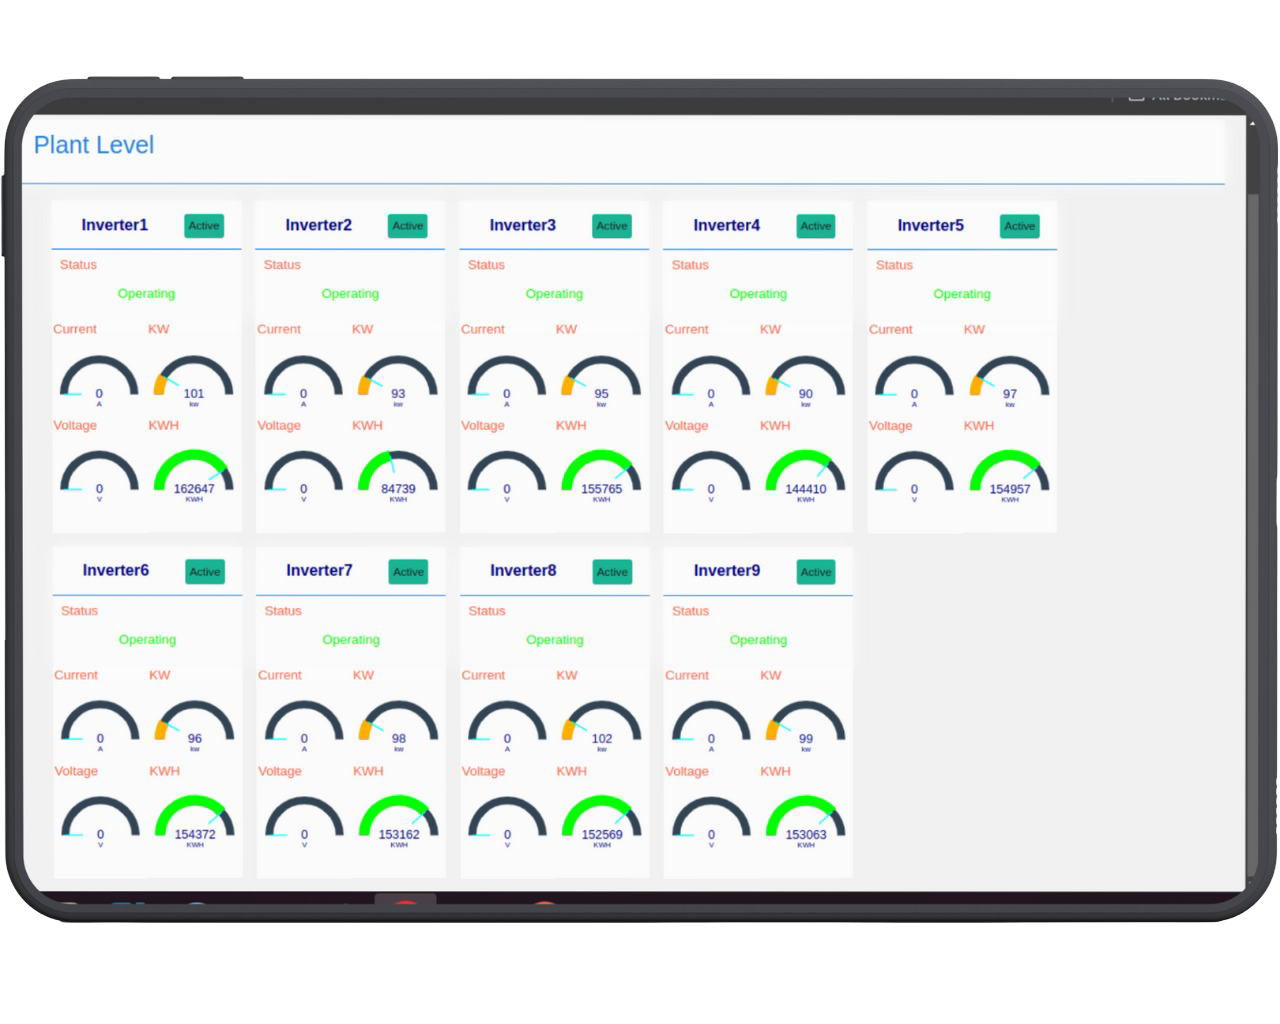 Plant Level
Inverter1 Active Inverter2 Active Inverter3 Active Inverter4 Active Inverter5 Active
Status Status Status Status Status
Operating Operating Operating Operating Operating
Current KW Current KW Current KW Current KW Current KW
0 101 0 93 0 95 0 90 0 97
A kw A kw A kw A kw A kw
Voltage KWH Voltage KWH Voltage KWH Voltage KWH Voltage KWH
0 162647 0 84739 0 155765 0 144410 0 154957
V KWH V KWH V KWH V KWH V KWH
Inverter6 Active Inverter7 Active Inverter8 Active Inverter9 Active
Status Status Status Status
Operating Operating Operating Operating
Current KW Current KW Current KW Current KW
0 96 0 98 0 102 0 99
A kw A kw A kw A kw
Voltage KWH Voltage KWH Voltage KWH Voltage KWH
0 154372 0 153162 0 152569 0 153063
V KWH V KWH V KWH V KWH